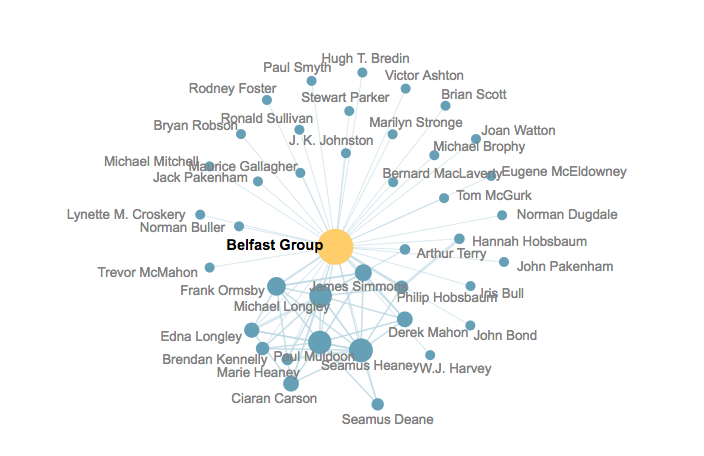 Hugh T. Bredin
Paul Smyth
Victor Ashton
Rodney Foster
Stewart Parker
Brian Scott
Ronald Sullivan
Marilyn Stronge
Bryan Robson
Joan Watton
J. K. Johnston
Michael Brophy
Michael Mitchell
Maurice Gallagher
Jack Pakenham
Bernard MacLaverty
Eugene McEldowney
Tom McGurk
Lynette M. Croskery
Norman Dugdale
Norman Buller
Belfast Group
Hannah Hobsbaum
Arthur Terry
John Pakenham
Trevor McMahon
Frank Ormsby
James Simmons
Iris Bull
Philip Hobsbaum
Michael Longley
Edna Longley
Derek Mahon
John Bond
Brendan Kennelly
Paul Muldoon
Seamus Heaney
W.J. Harvey
Marie Heaney
Ciaran Carson
Seamus Deane